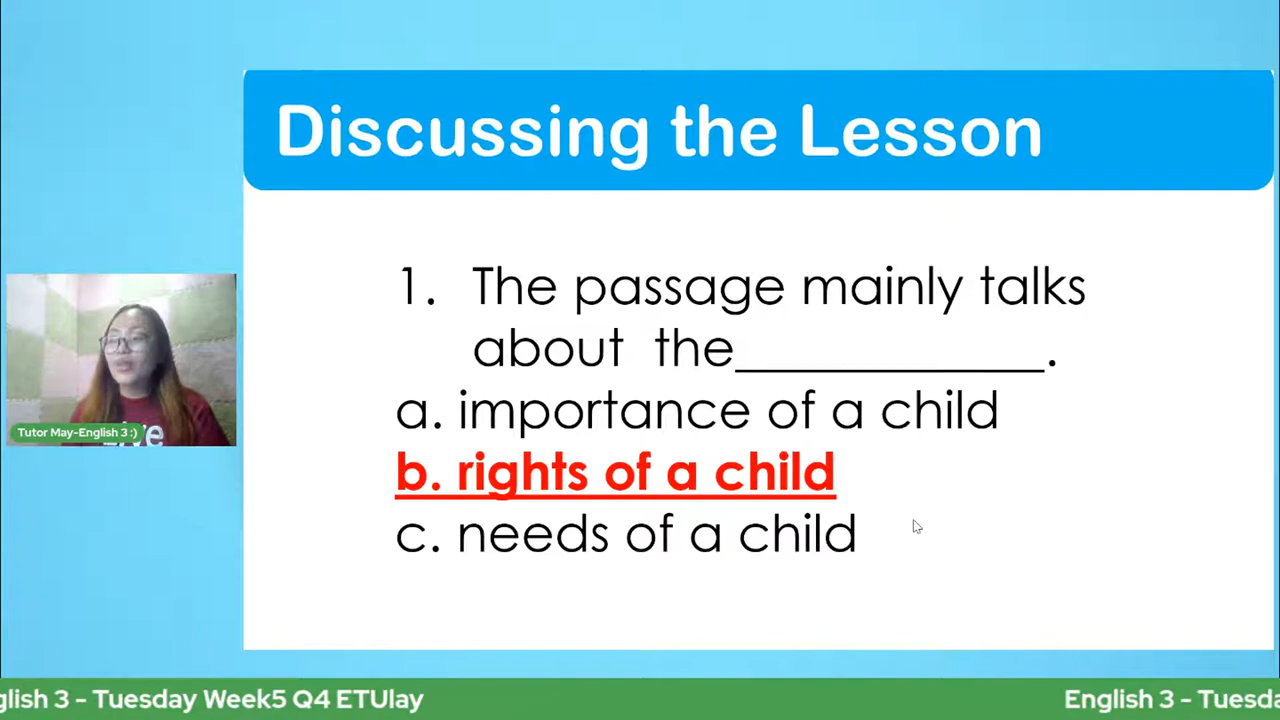 Discussing the Lesson
1. The passage mainly talks
about the____________.
a. importance of a child
b. rights of a child
c. needs of a child
Tutor May-English 3 :)
glish 3 - Tuesday Week5 Q4 ETUlay
English 3 - Tuesda